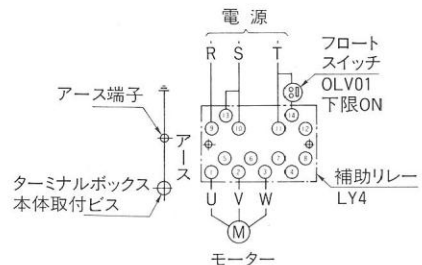 電源
R S T
フロート
スイッチ
OLV01
下限ON
アース端子
アース
13 14
9 10 11 12
5 6 7 8
1 2 3 4
ターミナルボックス
本体取付ビス
補助リレー
LY4
U V W
M
モーター